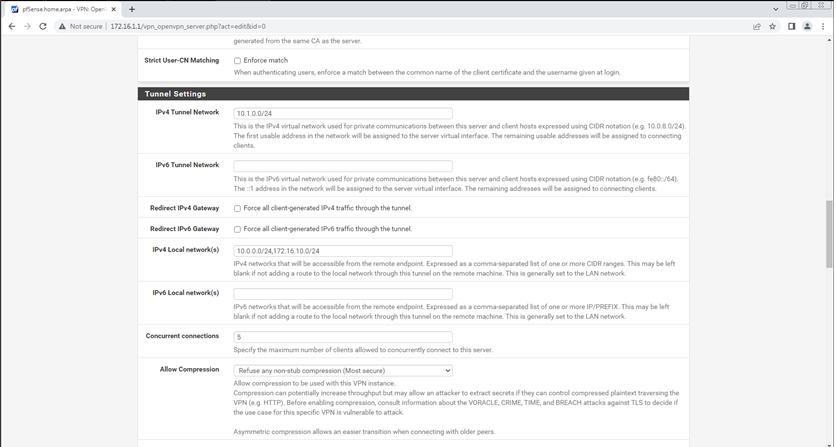 pfSense.home.arpa - VPN: Open
Not secure | 172.16.1.1/vpn_openvpn_server.php?act=edit&id=0
generated from the same CA as the server.
Strict User-CN Matching
Enforce match
When authenticating users, enforce a match between the common name of the client certificate and the username given at login.
Tunnel Settings
IPv4 Tunnel Network
10.1.0.0/24
This is the IPv4 virtual network used for private communications between this server and client hosts expressed using CIDR notation (e.g. 10.0.8.0/24).
The first usable address in the network will be assigned to the server virtual interface. The remaining usable addresses will be assigned to connecting
clients.
IPv6 Tunnel Network
This is the IPv6 virtual network used for private communications between this server and client hosts expressed using CIDR notation (e.g. fe80::/64).
The ::1 address in the network will be assigned to the server virtual interface. The remaining addresses will be assigned to connecting clients.
Redirect IPv4 Gateway
Force all client-generated IPv4 traffic through the tunnel.
Redirect IPv6 Gateway
Force all client-generated IPv6 traffic through the tunnel.
IPv4 Local network(s)
10.0.0.0/24,172.16.10.0/24
IPv4 networks that will be accessible from the remote endpoint. Expressed as a comma-separated list of one or more CIDR ranges. This may be left
blank if not adding a route to the local network through this tunnel on the remote machine. This is generally set to the LAN network.
IPv6 Local network(s)
IPv6 networks that will be accessible from the remote endpoint. Expressed as a comma-separated list of one or more IP/PREFIX. This may be left
blank if not adding a route to the local network through this tunnel on the remote machine. This is generally set to the LAN network.
Concurrent connections
5
Specify the maximum number of clients allowed to concurrently connect to this server.
Allow Compression
Refuse any non-stub compression (Most secure)
Allow compression to be used with this VPN instance.
Compression can potentially increase throughput but may allow an attacker to extract secrets if they can control compressed plaintext traversing the
VPN (e.g. HTTP). Before enabling compression, consult information about the VORACLE, CRIME, TIME, and BREACH attacks against TLS to decide if
the use case for this specific VPN is vulnerable to attack.
Asymmetric compression allows an easier transition when connecting with older peers.